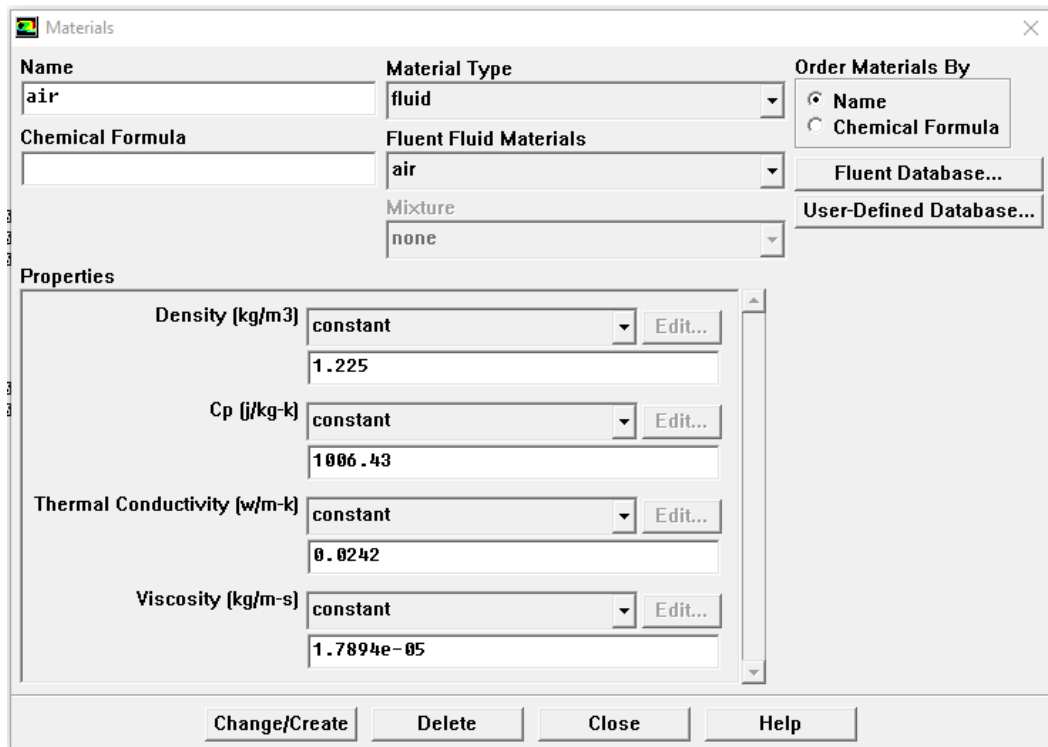 Materials
Name
air
Chemical Formula
Material Type
fluid
Fluent Fluid Materials
air
Mixture
none
Order Materials By
Name
Chemical Formula
Fluent Database...
User-Defined Database...
Properties
Density (kg/m3)
constant
Edit...
1.225
Cp (j/kg-k)
constant
Edit...
1006.43
Thermal Conductivity (w/m-k)
constant
Edit...
0.0242
Viscosity (kg/m-s)
constant
Edit...
1.7894e-05
Change/Create
Delete
Close
Help